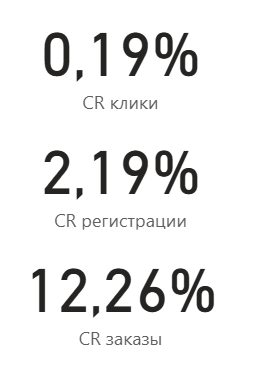 0,19%
CR клики
2,19%
CR регистрации
12,26%
CR заказы